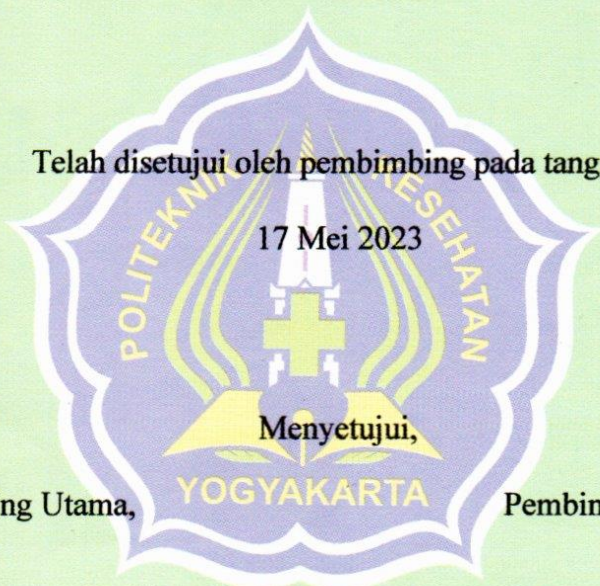 Telah disetujui oleh pembimbing pada tang
17 Mei 2023
POLITEKNIK KESEHATAN
Menyetujui,
YOGYAKARTA
ng Utama, Pembin